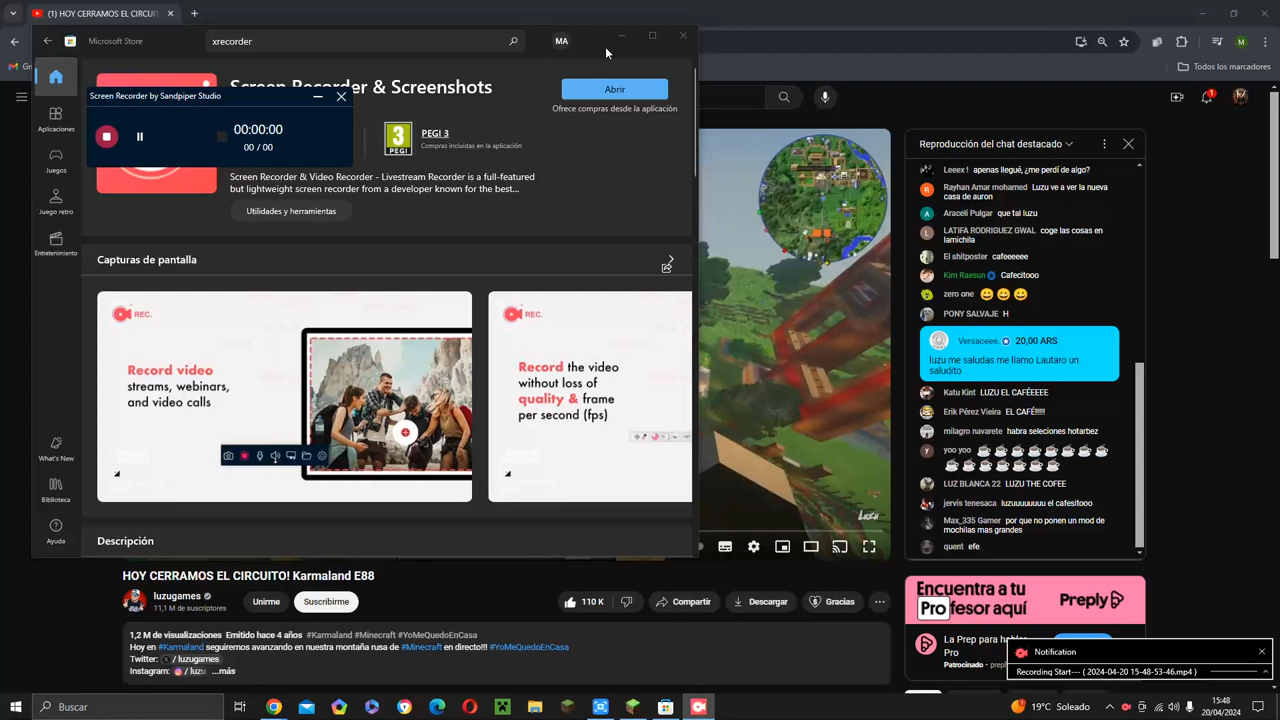 (1) HOY CERRAMOS EL CIRCUIT
Microsoft Store
xrecorder
MA
M
Todos los marcadores
Screen Recorder & Screenshots
Abrir
Ofrece compras desde la aplicación
Screen Recorder by Sandpiper Studio
00:00:00
00 / 00
3
PEGI
PEGI 3
Compras incluidas en la aplicación
Screen Recorder & Video Recorder - Livestream Recorder is a full-featured
but lightweight screen recorder from a developer known for the best...
Utilidades y herramientas
Aplicaciones
Juegos
Juego retro
Entretenimiento
What's New
Biblioteca
Ayuda
Capturas de pantalla
REC.
Record video
streams, webinars,
and video calls
REC.
Record the video
without loss of
quality & frame
per second (fps)
Descripción
LUZU
Reproducción del chat destacado
Leeex ! apenas llegué, ¿me perdí de algo?
Rayhan Amar mohamed Luzu ve a ver la nueva
casa de auron
Araceli Pulgar que tal luzu
LATIFA RODRIGUEZ GWAL coge las cosas en
lamichila
El shitposter cafeeeeee
Kim Raesun Cafecitooo
zero one 😀😀😀
PONY SALVAJE H
Versaceee. 20,00 ARS
luzu me saludas me llamo Lautaro un
saludito
Katu Kint LUZU EL CAFÉEEEE
Erik Pérez Vieira EL CAFÉ!!!!!
milagro navarete habra seleciones hotarbez
yoo yoo ☕☕☕☕☕☕☕
☕☕☕☕☕☕☕
LUZ BLANCA 22 LUZU THE COFEE
jervis tenesaca luzuuuuuuuu el cafesitooo
Max_335 Gamer por que no ponen un mod de
mochilas mas grandes
quent efe
HOY CERRAMOS EL CIRCUITO! Karmaland E88
luzugames
11,1 M de suscriptores
Unirme
Suscribirme
110 K
Compartir
Descargar
Gracias
1,2 M de visualizaciones Emitido hace 4 años #Karmaland #Minecraft #YoMeQuedoEnCasa
Hoy en #Karmaland seguiremos avanzando en nuestra montaña rusa de #Minecraft en directo!!! #YoMeQuedoEnCasa
Twitter: X / luzugames
Instagram: / luzu ...más
Encuentra a tu
Profesor aquí
Preply
La Prep para hablar
Pro
Patrocinado
Notification
Recording Start--- ( 2024-04-20 15-48-53-46.mp4 )
Buscar
19°C Soleado
15:48
20/04/2024